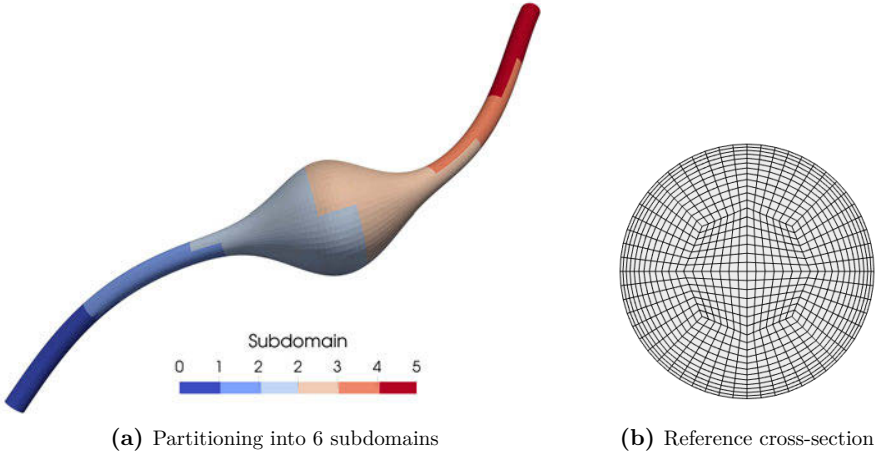 Subdomain
0 1 2 2 3 4 5
(a) Partitioning into 6 subdomains
(b) Reference cross-section